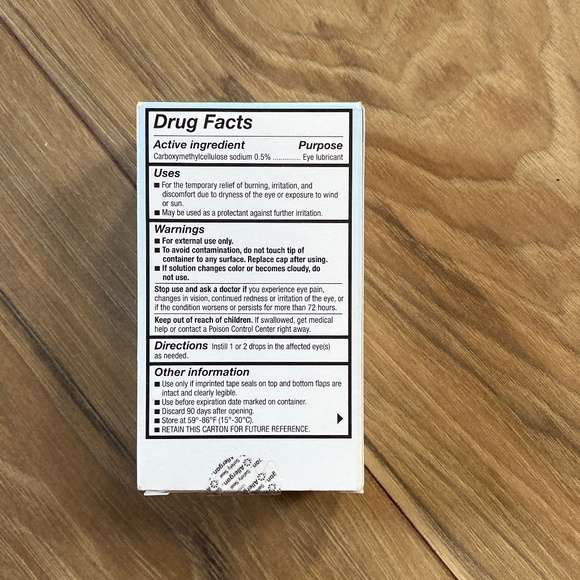 Drug Facts
Active ingredient Purpose
Carboxymethylcellulose sodium 0.5% ............. Eye lubricant
Uses
■ For the temporary relief of burning, irritation, and
discomfort due to dryness of the eye or exposure to wind
or sun.
■ May be used as a protectant against further irritation.
Warnings
■ For external use only.
■ To avoid contamination, do not touch tip of
container to any surface. Replace cap after using.
■ If solution changes color or becomes cloudy, do
not use.
Stop use and ask a doctor if you experience eye pain,
changes in vision, continued redness or irritation of the eye, or
if the condition worsens or persists for more than 72 hours.
Keep out of reach of children. If swallowed, get medical
help or contact a Poison Control Center right away.
Directions Instill 1 or 2 drops in the affected eye(s)
as needed.
Other information
■ Use only if imprinted tape seals on top and bottom flaps are
intact and clearly legible.
■ Use before expiration date marked on container.
■ Discard 90 days after opening.
■ Store at 59°-86°F (15°-30°C).
■ RETAIN THIS CARTON FOR FUTURE REFERENCE.
Safety Seal
Allergan